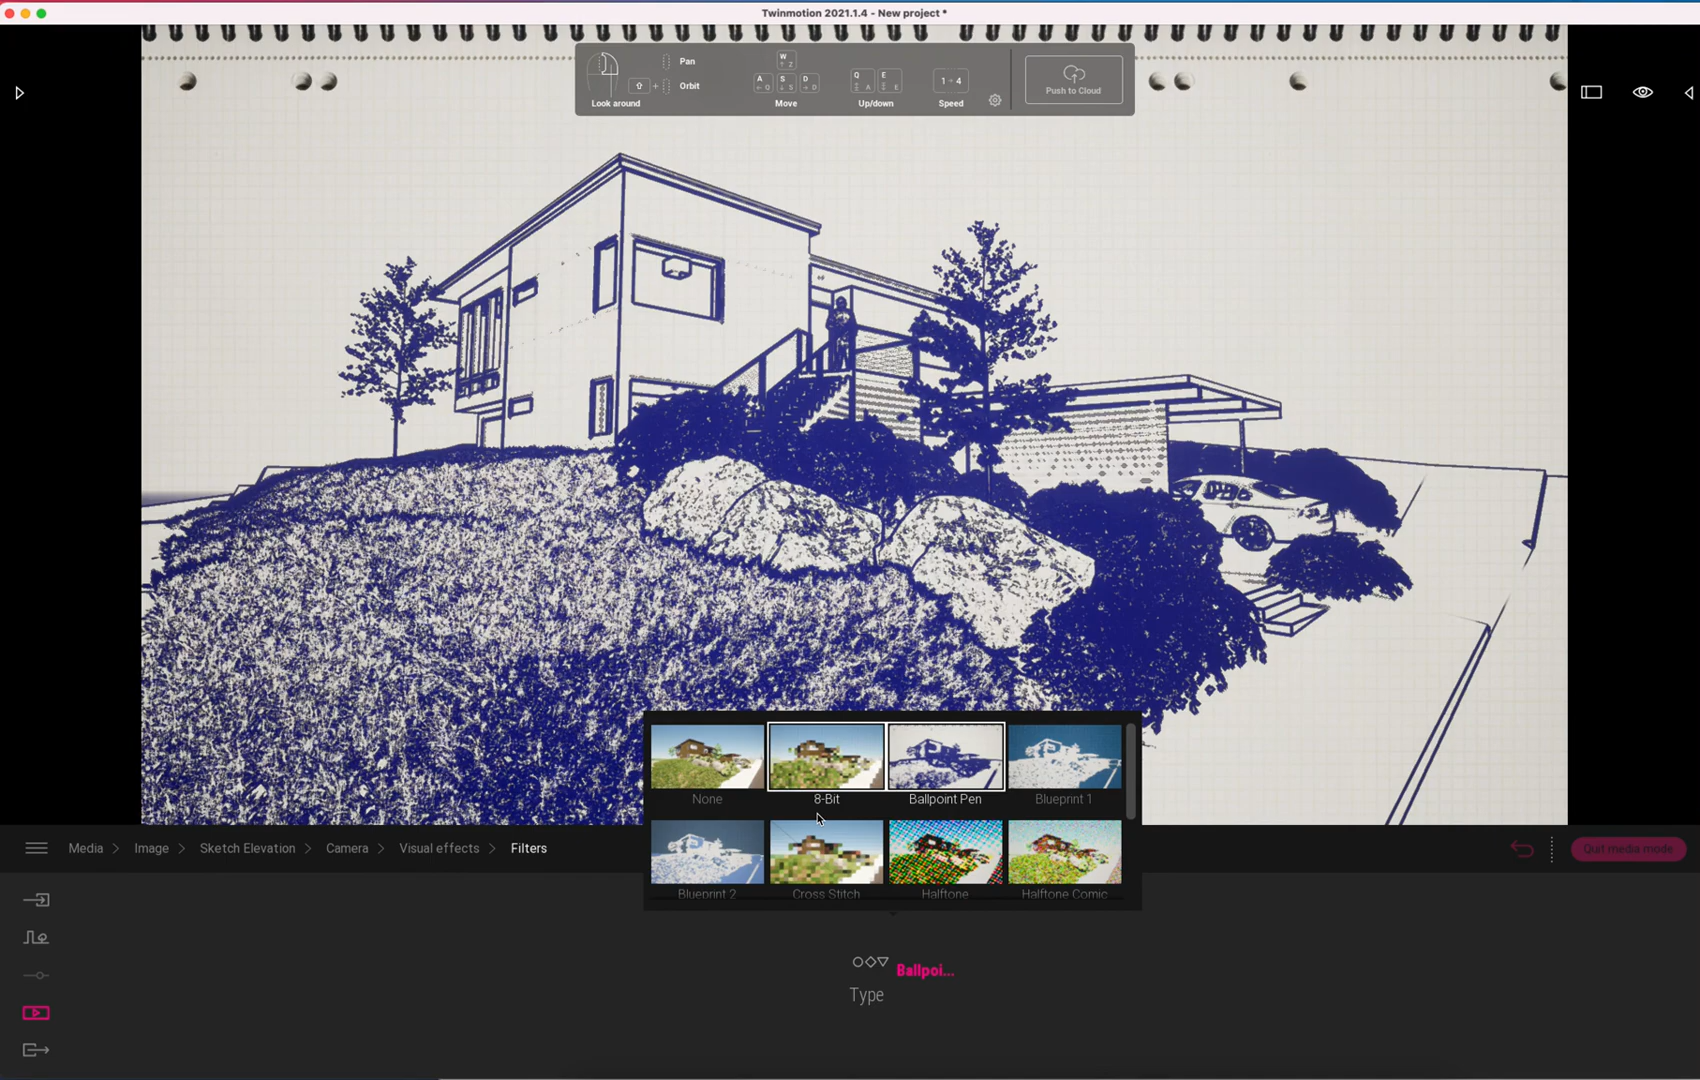 Twinmotion 2021.1.4 - New project *
Pan
Orbit
Look around
W
Z
A S D
Q S D
Move
Q E
A E
Up/down
1 4
Speed
Push to Cloud
None
8-Bit
Ballpoint Pen
Blueprint 1
Blueprint 2
Cross Stitch
Halftone
Halftone Comic
Media
Image
Sketch Elevation
Camera
Visual effects
Filters
Quit media mode
Ballpoi...
Type